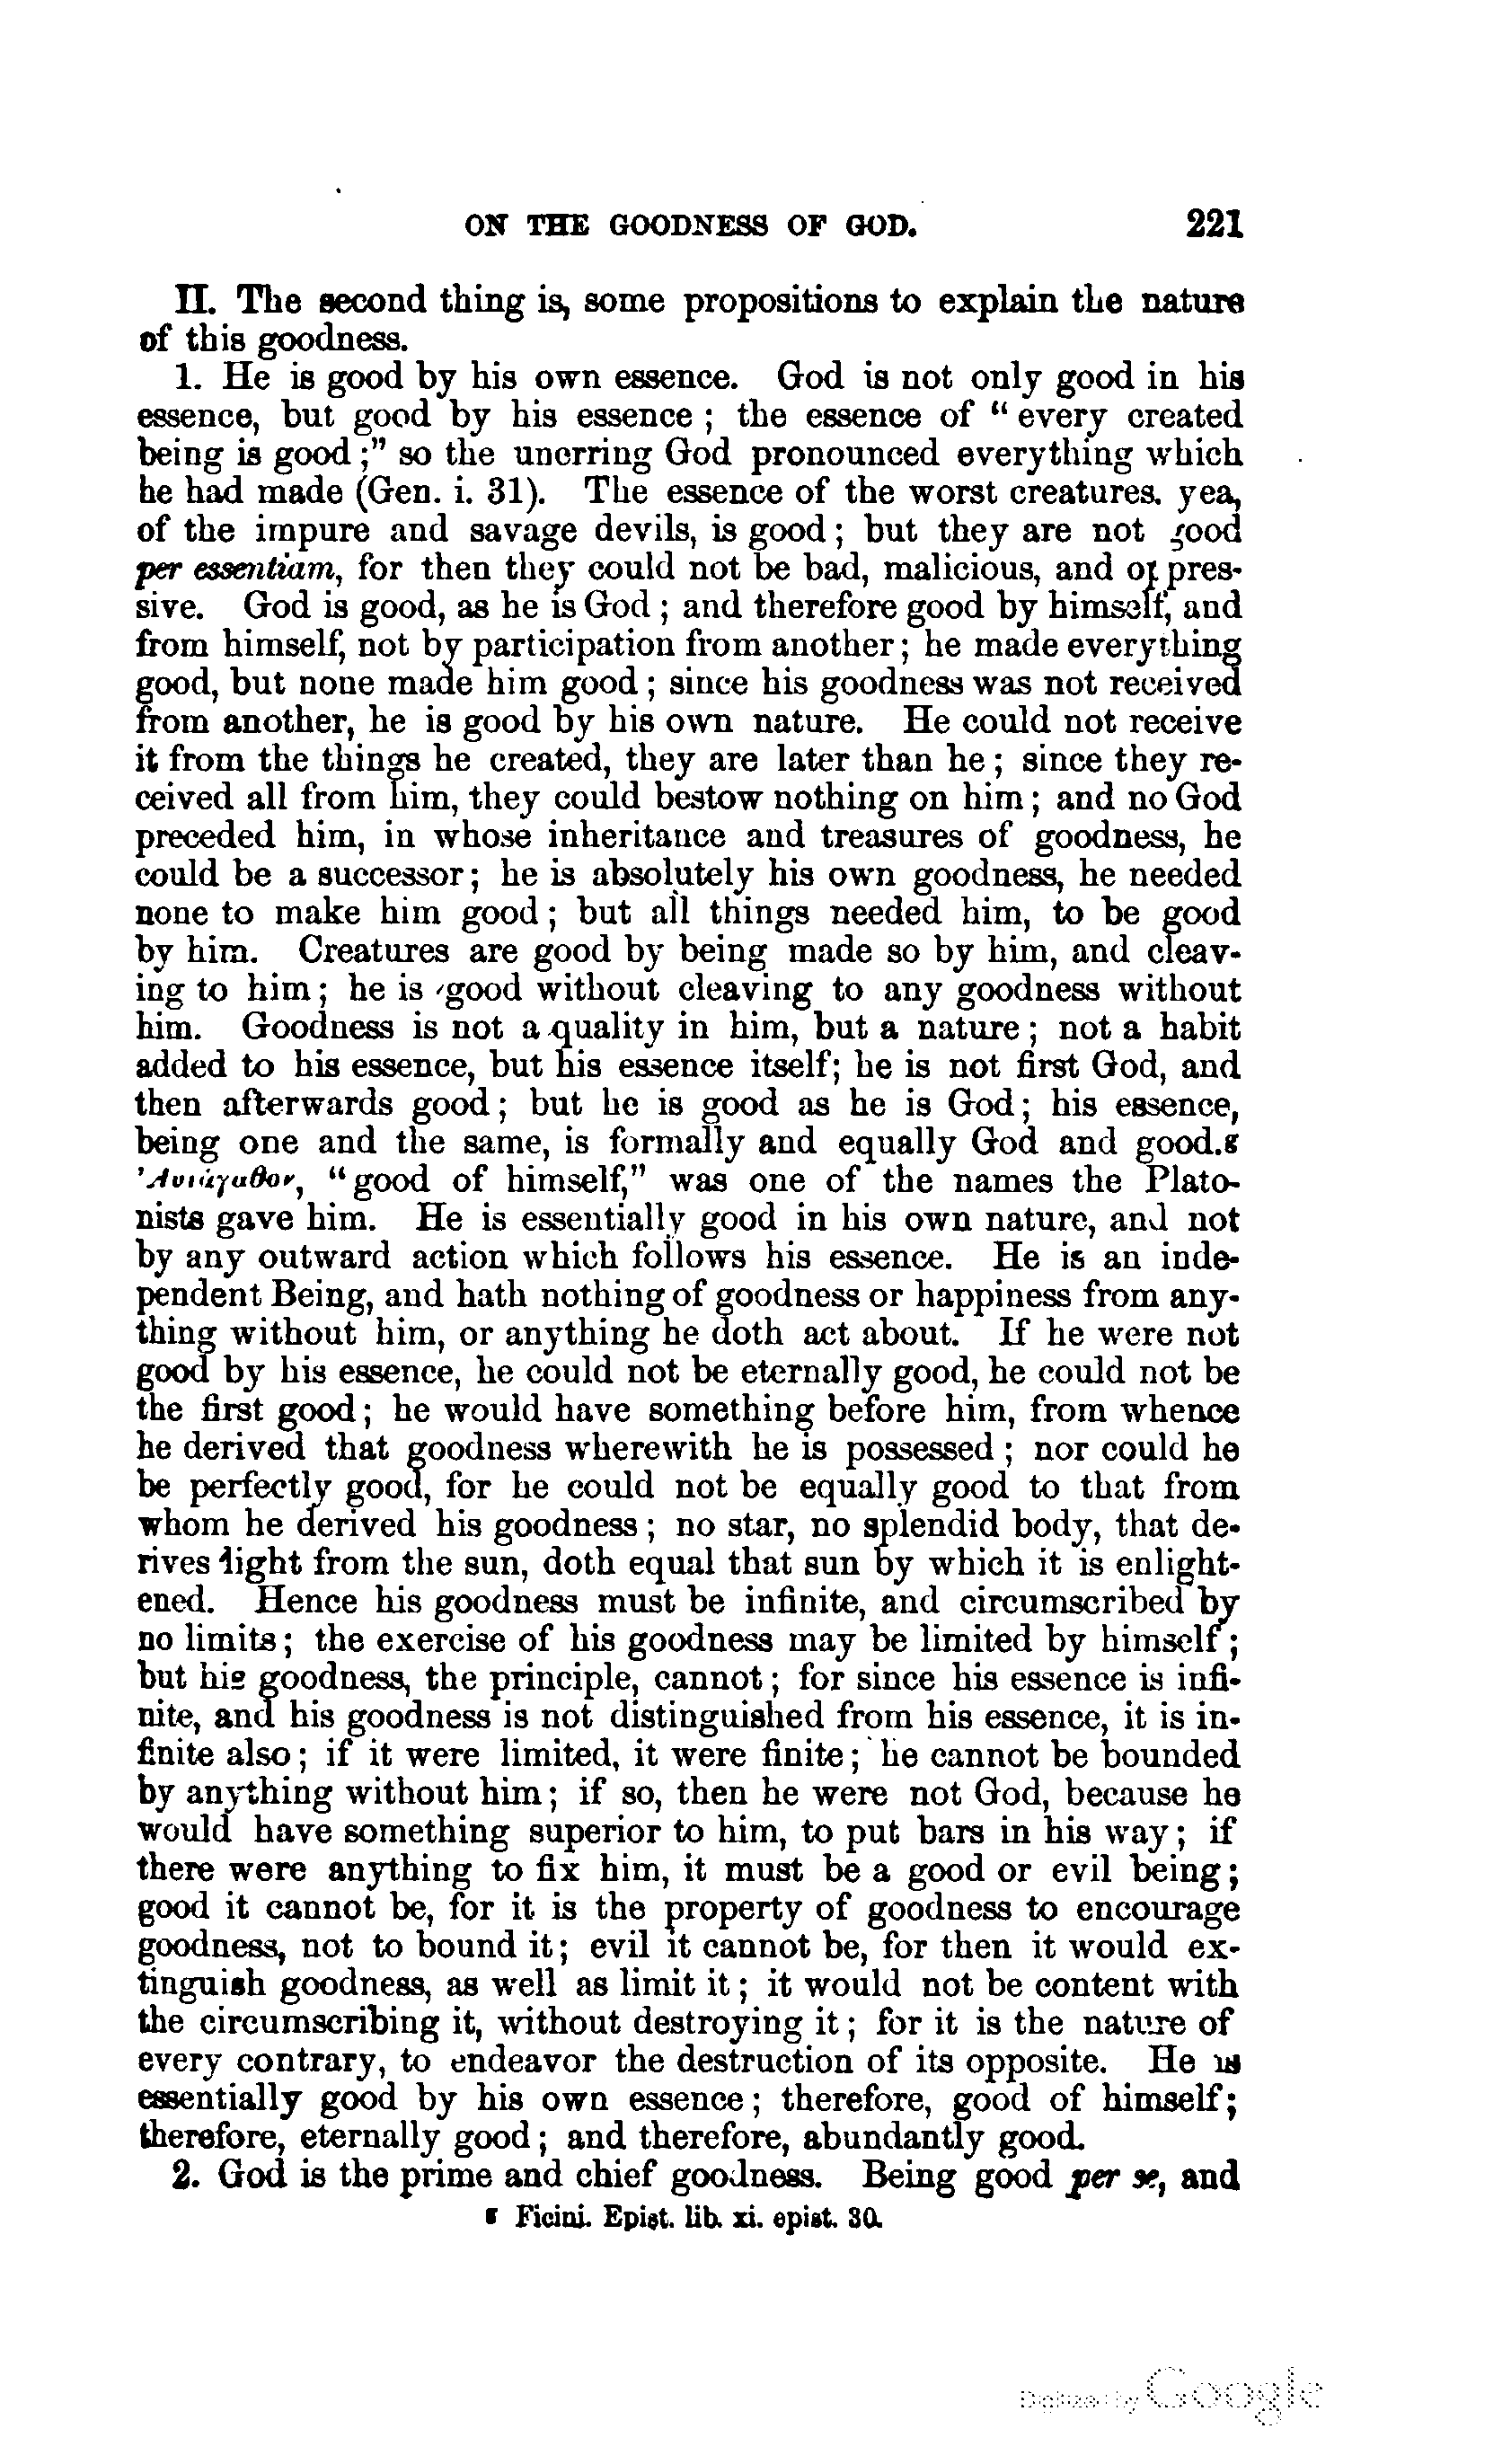 ON THE GOODNESS OF GOD. 221
II. The second thing is, some propositions to explain the nature
of this goodness.
1. He is good by his own essence. God is not only good in his
essence, but good by his essence; the essence of "every created
being is good;" so the unerring God pronounced everything which
he had made (Gen. i. 31). The essence of the worst creatures, yea,
of the impure and savage devils, is good; but they are not good
per essentiam, for then they could not be bad, malicious, and oppres-
sive. God is good, as he is God; and therefore good by himself, and
from himself, not by participation from another; he made everything
good, but none made him good; since his goodness was not received
from another, he is good by his own nature. He could not receive
it from the things he created, they are later than he; since they re-
ceived all from him, they could bestow nothing on him; and no God
preceded him, in whose inheritance and treasures of goodness, he
could be a successor; he is absolutely his own goodness, he needed
none to make him good; but all things needed him, to be good
by him. Creatures are good by being made so by him, and cleav-
ing to him; he is good without cleaving to any goodness without
him. Goodness is not a quality in him, but a nature; not a habit
added to his essence, but his essence itself; he is not first God, and
then afterwards good; but he is good as he is God; his essence,
being one and the same, is formally and equally God and good.g
Ἀυτάγαθον, "good of himself," was one of the names the Plato-
nists gave him. He is essentially good in his own nature, and not
by any outward action which follows his essence. He is an inde-
pendent Being, and hath nothing of goodness or happiness from any-
thing without him, or anything he doth act about. If he were not
good by his essence, he could not be eternally good, he could not be
the first good; he would have something before him, from whence
he derived that goodness wherewith he is possessed; nor could he
be perfectly good, for he could not be equally good to that from
whom he derived his goodness; no star, no splendid body, that de-
rives light from the sun, doth equal that sun by which it is enlight-
ened. Hence his goodness must be infinite, and circumscribed by
no limits; the exercise of his goodness may be limited by himself;
but his goodness, the principle, cannot; for since his essence is infi-
nite, and his goodness is not distinguished from his essence, it is in-
finite also; if it were limited, it were finite; he cannot be bounded
by anything without him; if so, then he were not God, because he
would have something superior to him, to put bars in his way; if
there were anything to fix him, it must be a good or evil being;
good it cannot be, for it is the property of goodness to encourage
goodness, not to bound it; evil it cannot be, for then it would ex-
tinguish goodness, as well as limit it; it would not be content with
the circumscribing it, without destroying it; for it is the nature of
every contrary, to endeavor the destruction of its opposite. He is
essentially good by his own essence; therefore, good of himself;
therefore, eternally good; and therefore, abundantly good.
2. God is the prime and chief goodness. Being good per se, and
g Ficini. Epist. lib. xi. epist. 30.
Digitized by Google